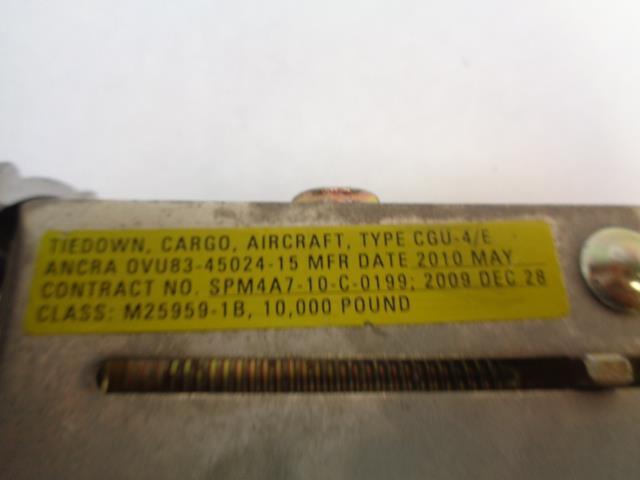 TIEDOWN, CARGO, AIRCRAFT, TYPE CGU-4/E
ANCRA OVU83-45024-15 MFR DATE 2010 MAY
CONTRACT NO. SPM4A7-10-C-0199; 2009 DEC 28
CLASS: M25959-1B, 10,000 POUND